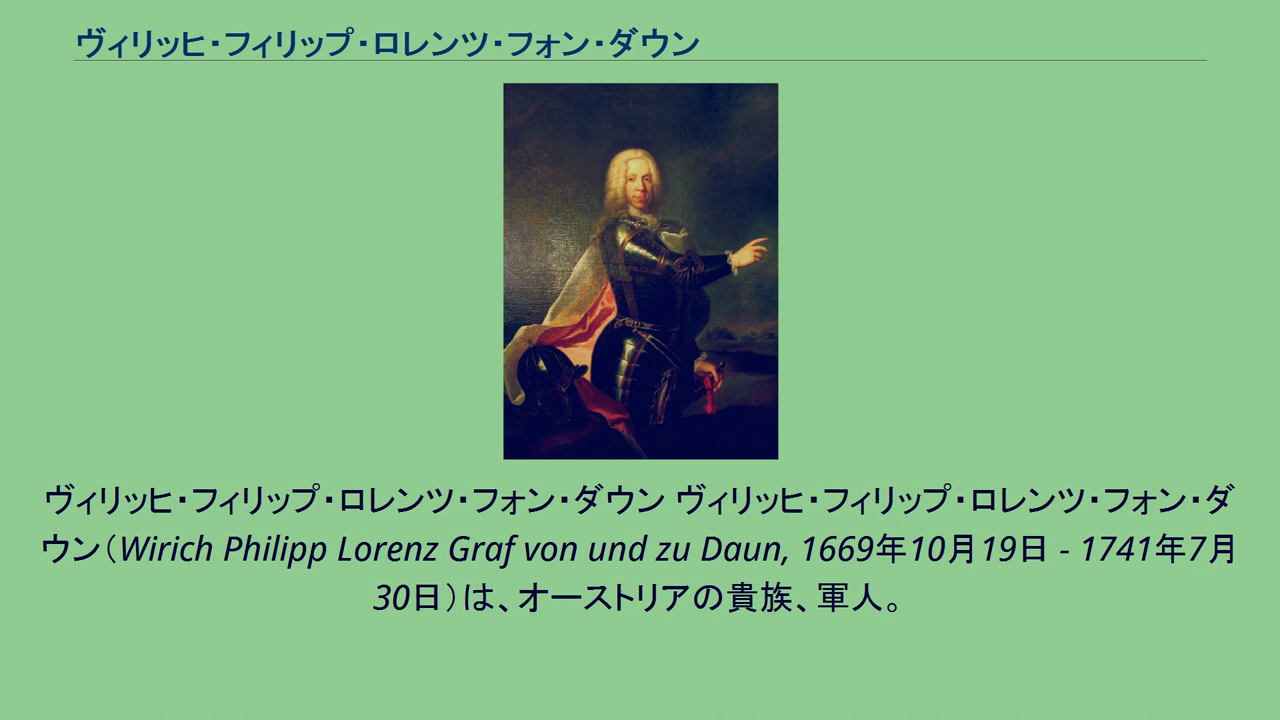 ヴィリッヒ・フィリップ・ロレンツ・フォン・ダウン
ヴィリッヒ・フィリップ・ロレンツ・フォン・ダウン ヴィリッヒ・フィリップ・ロレンツ・フォン・ダ
ウン（Wirich Philipp Lorenz Graf von und zu Daun, 1669年10月19日 - 1741年7月
30日）は、オーストリアの貴族、軍人。